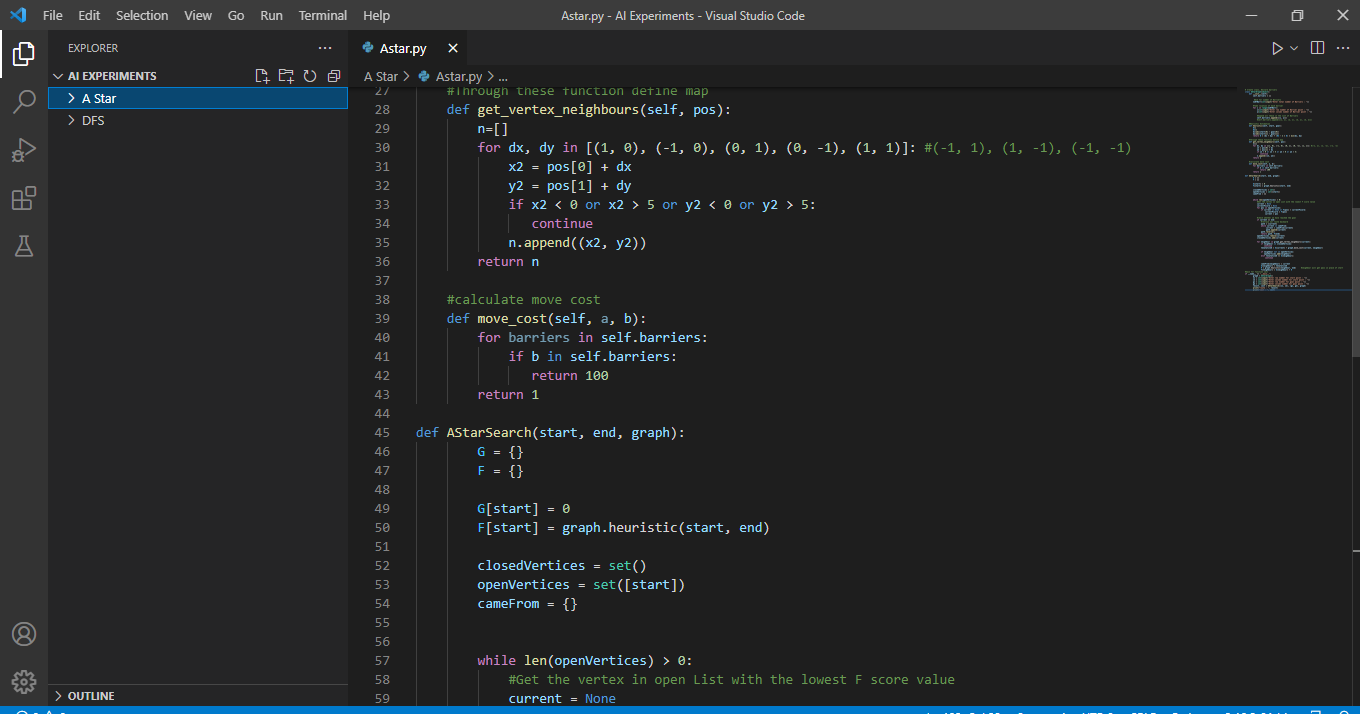 File Edit Selection View Go Run Terminal Help
Astar.py - AI Experiments - Visual Studio Code
EXPLORER
AI EXPERIMENTS
A Star
DFS
OUTLINE
Astar.py
A Star > Astar.py > ...
27 #Through these function define map
28 def get_vertex_neighbours(self, pos):
29 n=[]
30 for dx, dy in [(1, 0), (-1, 0), (0, 1), (0, -1), (1, 1)]: #(-1, 1), (1, -1), (-1, -1)
31 x2 = pos[0] + dx
32 y2 = pos[1] + dy
33 if x2 < 0 or x2 > 5 or y2 < 0 or y2 > 5:
34 continue
35 n.append((x2, y2))
36 return n
37
38 #calculate move cost
39 def move_cost(self, a, b):
40 for barriers in self.barriers:
41 if b in self.barriers:
42 return 100
43 return 1
44
45 def AStarSearch(start, end, graph):
46 G = {}
47 F = {}
48
49 G[start] = 0
50 F[start] = graph.heuristic(start, end)
51
52 closedVertices = set()
53 openVertices = set([start])
54 cameFrom = {}
55
56
57 while len(openVertices) > 0:
58 #Get the vertex in open List with the lowest F score value
59 current = None